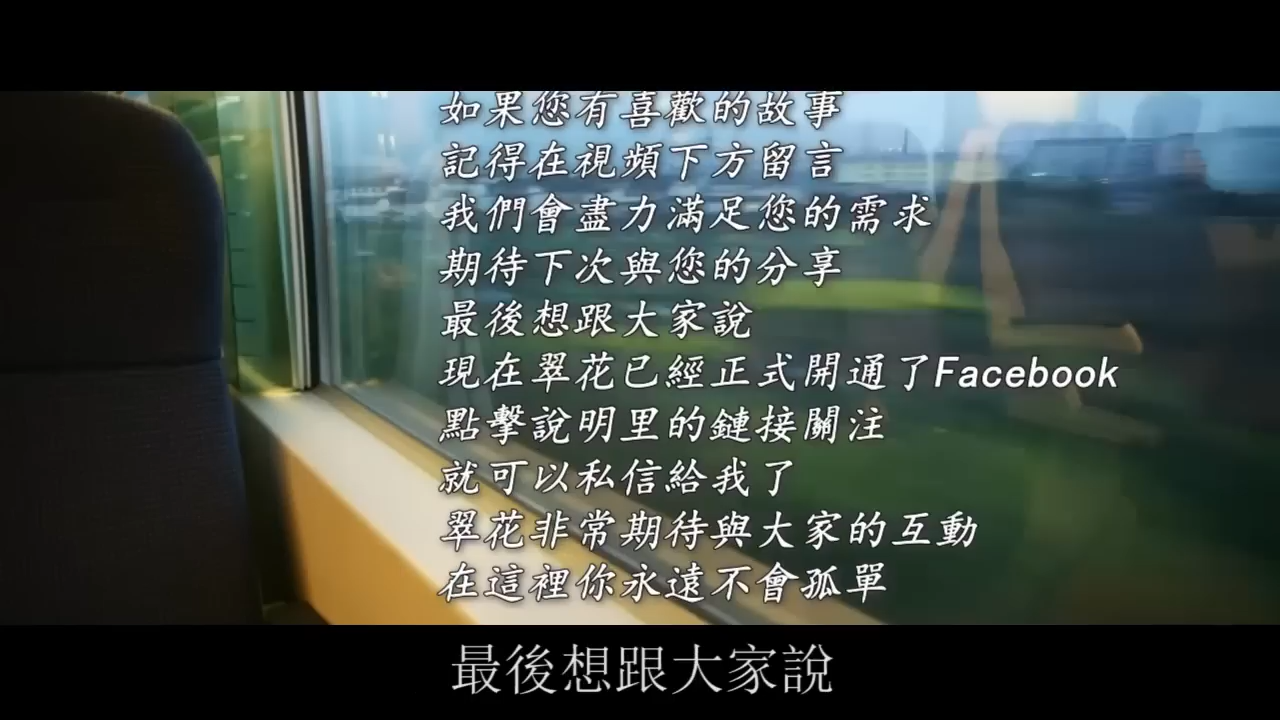 如果您有喜歡的故事
記得在視頻下方留言
我們會盡力滿足您的需求
期待下次與您的分享
最後想跟大家說
現在翠花已經正式開通了Facebook
點擊說明里的鏈接關注
就可以私信給我了
翠花非常期待與大家的互動
在這裡你永遠不會孤單
最後想跟大家說